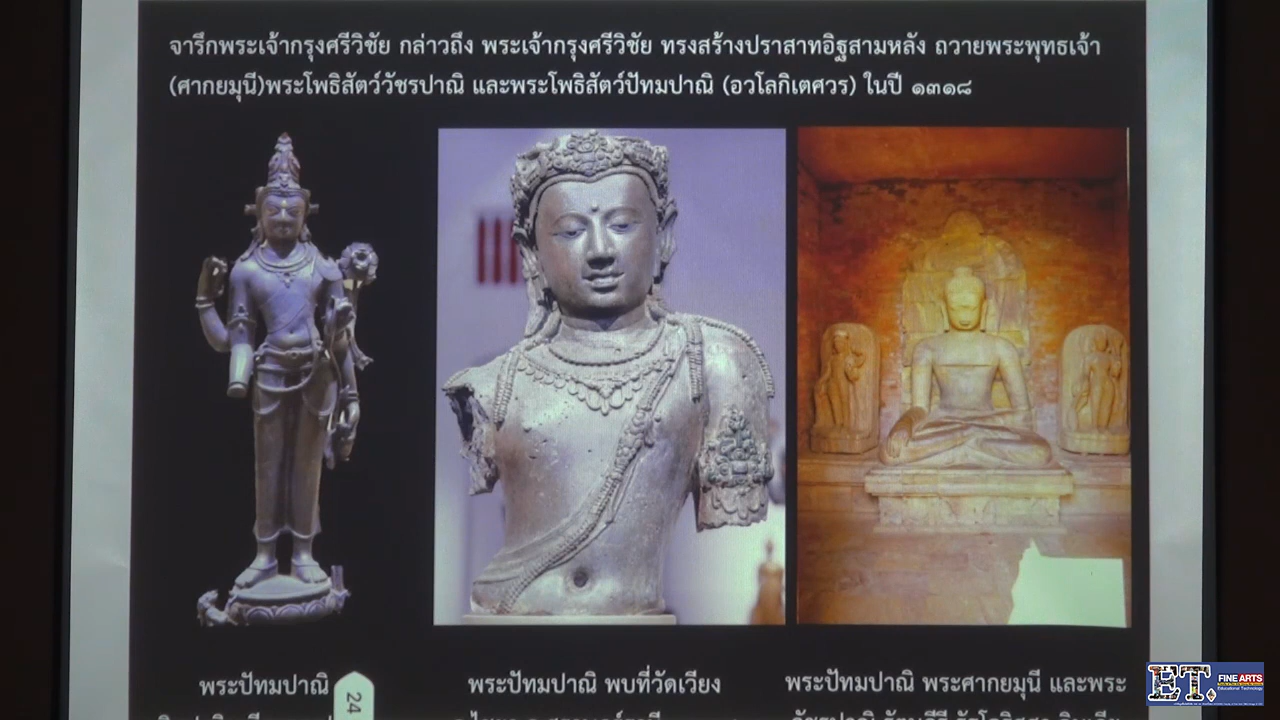 จารึกพระเจ้ากรุงศรีวิชัย กล่าวถึง พระเจ้ากรุงศรีวิชัย ทรงสร้างปราสาทอิฐสามหลัง ถวายพระพุทธเจ้า
(ศากยมุนี)พระโพธิสัตว์วัชรปาณิ และพระโพธิสัตว์ปัทมปาณิ (อวโลกิเตศวร) ในปี ๑๓๑๘
พระปัทมปาณิ
24
พระปัทมปาณิ พบที่วัดเวียง
พระปัทมปาณิ พระศากยมุนี และพระ
ET.
FINE ARTS
Educational Technology